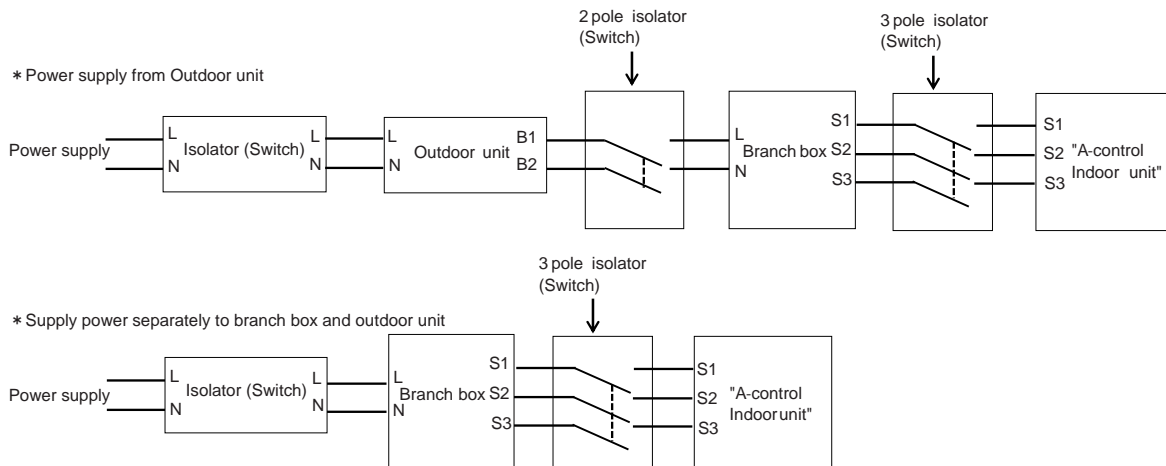 2 pole isolator
(Switch)
3 pole isolator
(Switch)
* Power supply from Outdoor unit
Power supply
L
N
Isolator (Switch)
L
N
L
N
Outdoor unit
B1
B2
L
N
Branch box
S1
S2
S3
S1
S2
S3
"A-control
Indoor unit"
3 pole isolator
(Switch)
* Supply power separately to branch box and outdoor unit
Power supply
L
N
Isolator (Switch)
L
N
L
N
Branch box
S1
S2
S3
S1
S2
S3
"A-control
Indoor unit"